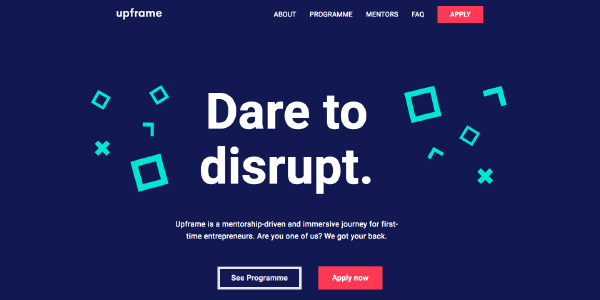 upframe
ABOUT PROGRAMME MENTORS FAQ APPLY
Dare to
disrupt.
Upframe is a mentorship-driven and immersive journey for first-
time entrepreneurs. Are you one of us? We got your back.
See Programme Apply now